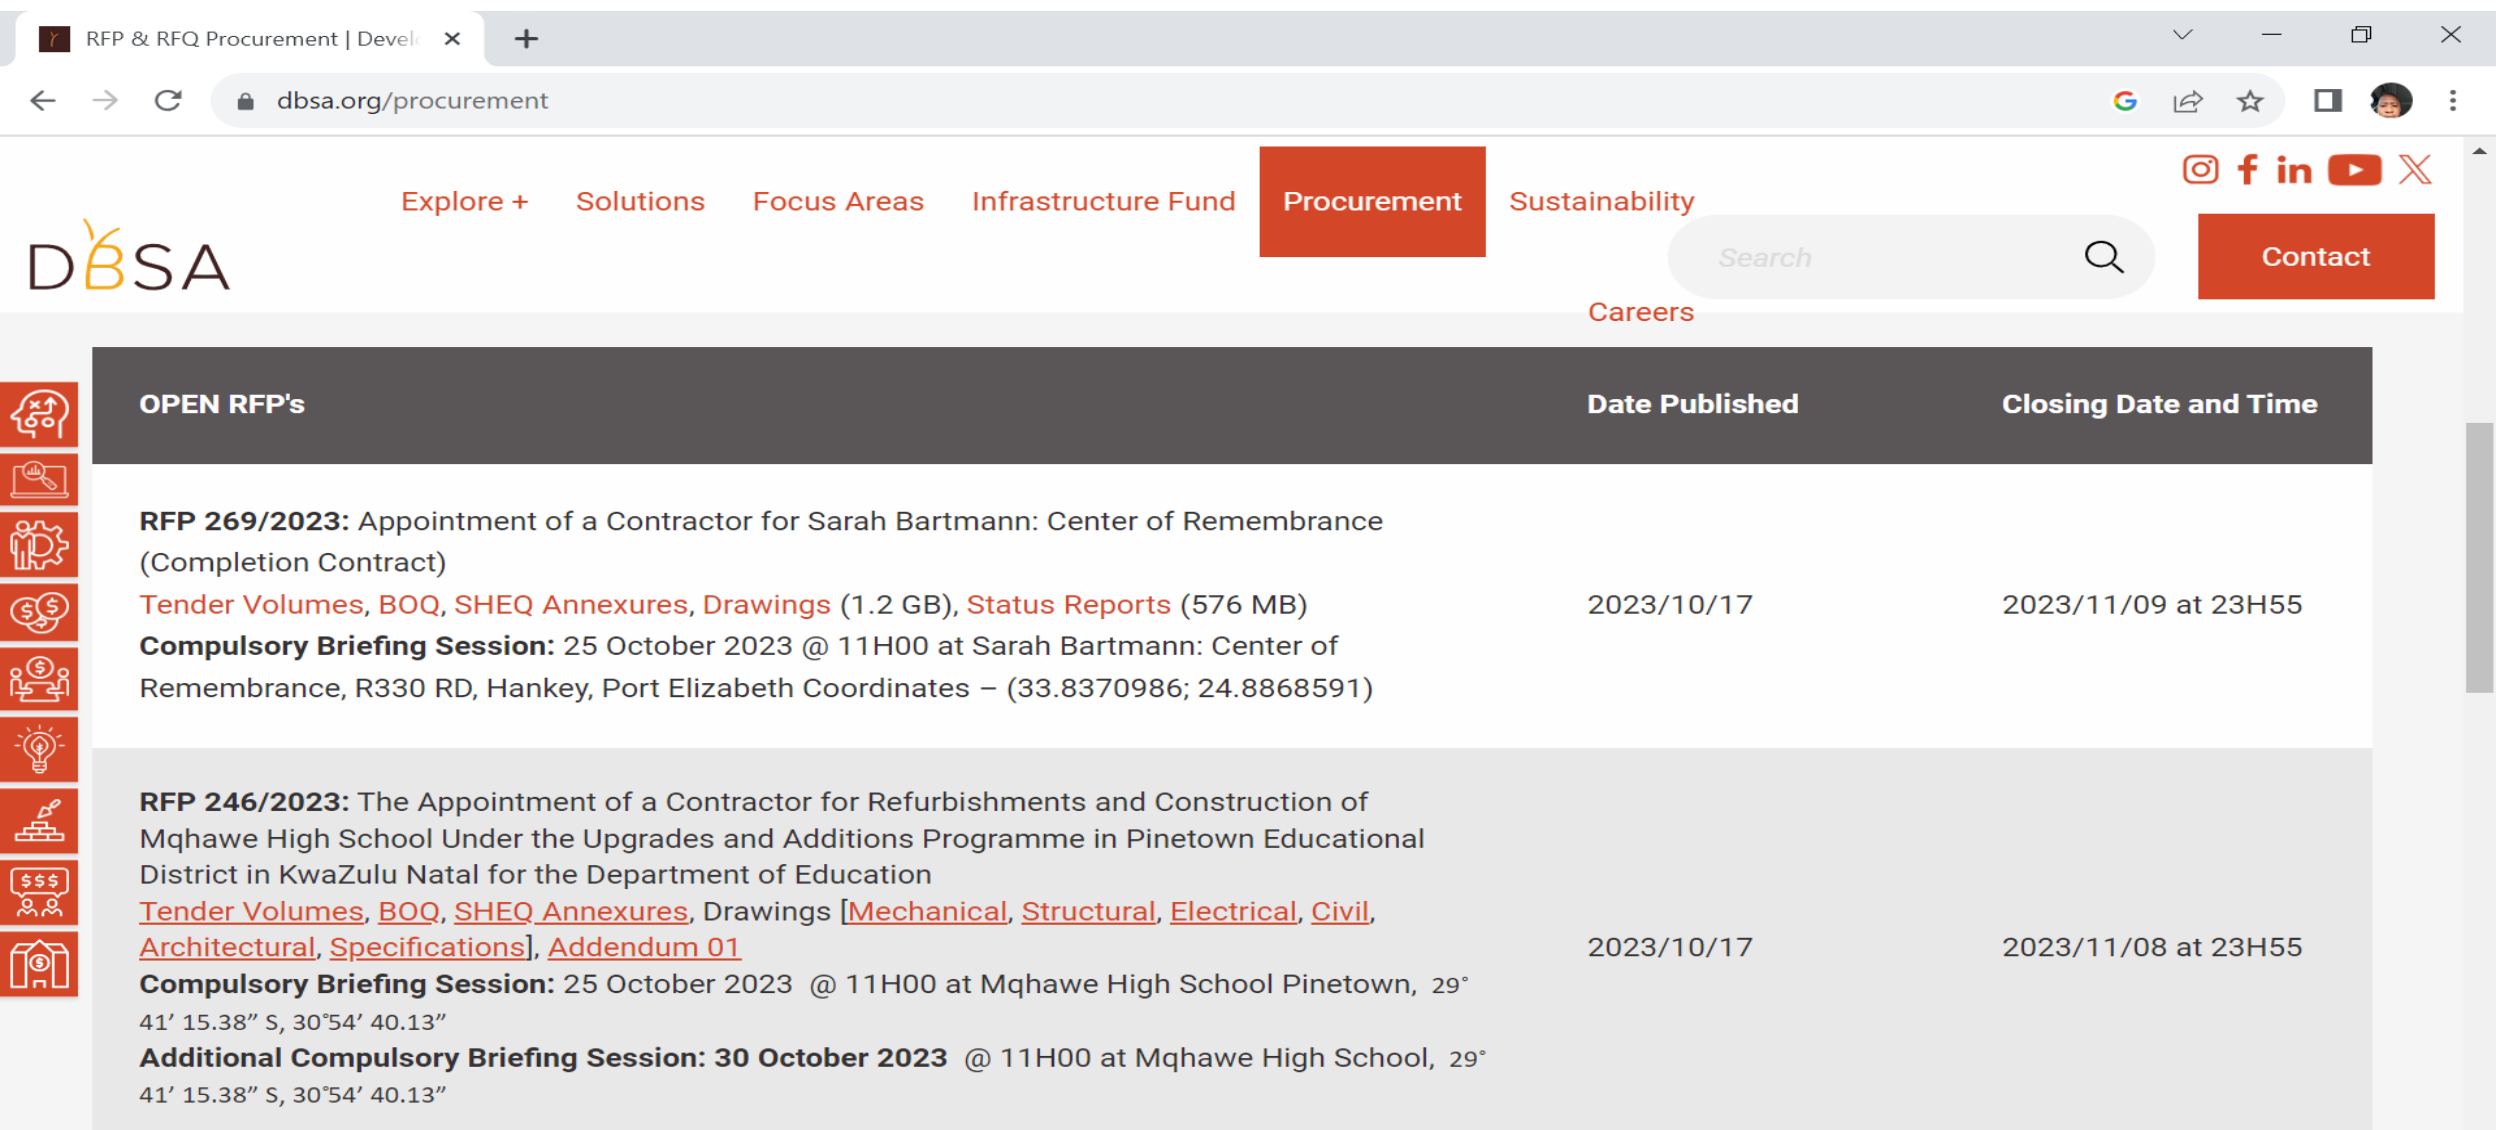 RFP & RFQ Procurement | Devel
dbsa.org/procurement
Explore + Solutions Focus Areas Infrastructure Fund Procurement Sustainability
DBSA
Search
Contact
Careers
OPEN RFP's Date Published Closing Date and Time
RFP 269/2023: Appointment of a Contractor for Sarah Bartmann: Center of Remembrance
(Completion Contract)
Tender Volumes, BOQ, SHEQ Annexures, Drawings (1.2 GB), Status Reports (576 MB) 2023/10/17 2023/11/09 at 23H55
Compulsory Briefing Session: 25 October 2023 @ 11H00 at Sarah Bartmann: Center of
Remembrance, R330 RD, Hankey, Port Elizabeth Coordinates – (33.8370986; 24.8868591)
RFP 246/2023: The Appointment of a Contractor for Refurbishments and Construction of
Mqhawe High School Under the Upgrades and Additions Programme in Pinetown Educational
District in KwaZulu Natal for the Department of Education
Tender Volumes, BOQ, SHEQ Annexures, Drawings [Mechanical, Structural, Electrical, Civil,
Architectural, Specifications], Addendum 01 2023/10/17 2023/11/08 at 23H55
Compulsory Briefing Session: 25 October 2023 @ 11H00 at Mqhawe High School Pinetown, 29°
41′ 15.38″ S, 30°54′ 40.13″
Additional Compulsory Briefing Session: 30 October 2023 @ 11H00 at Mqhawe High School, 29°
41′ 15.38″ S, 30°54′ 40.13″